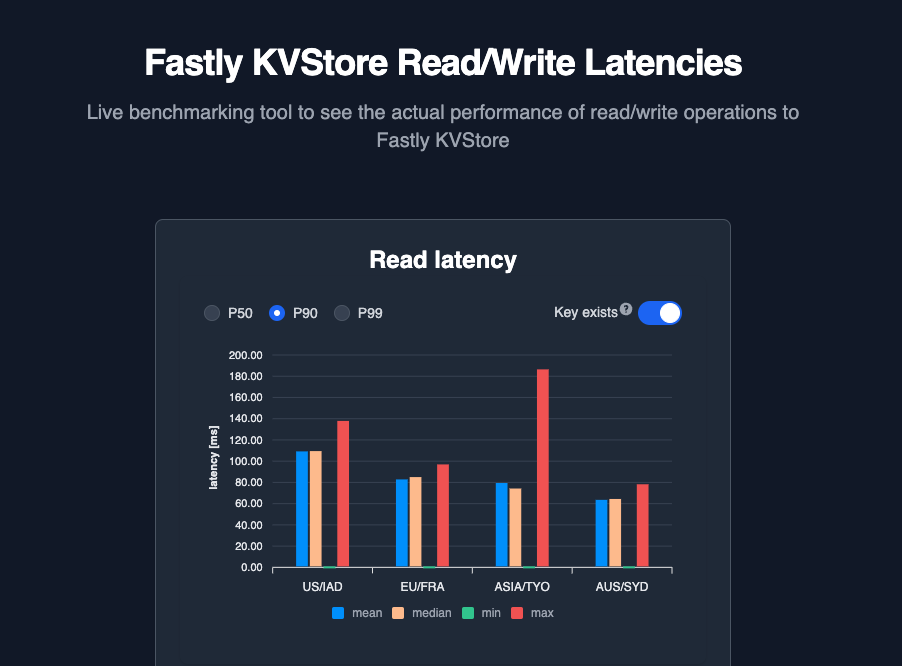 Fastly KVStore Read/Write Latencies
Live benchmarking tool to see the actual performance of read/write operations to
Fastly KVStore
Read latency
P50 P90 P99 Key exists ?
200.00
180.00
160.00
140.00
120.00
100.00
80.00
60.00
40.00
20.00
0.00
latency [ms]
US/IAD EU/FRA ASIA/TYO AUS/SYD
mean median min max